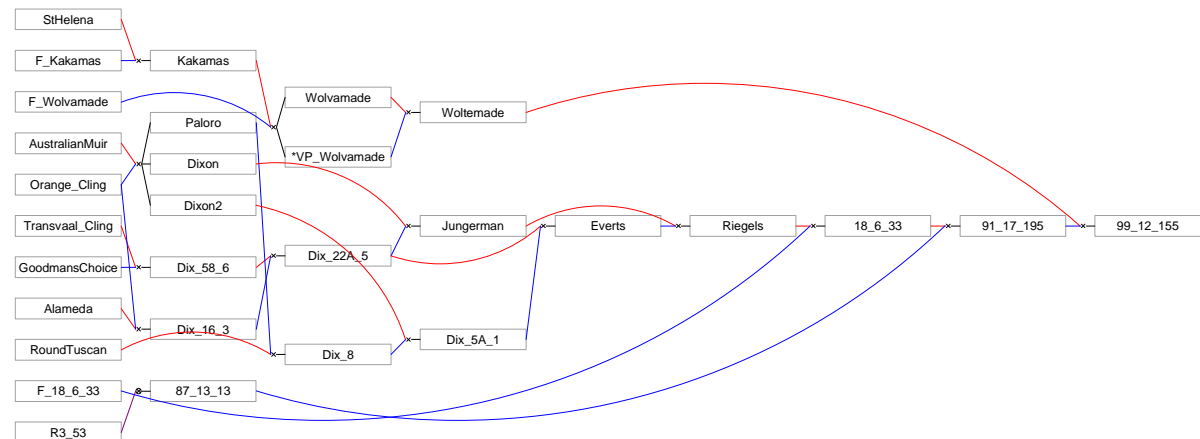 StHelena
F_Kakamas
Kakamas
F_Wolvamade
Wolvamade
Woltemade
Paloro
AustralianMuir
*VP_Wolvamade
Dixon
Orange_Cling
Dixon2
Transvaal_Cling
Jungerman
Everts
Riegels
18_6_33
91_17_195
99_12_155
GoodmansChoice
Dix_58_6
Dix_22A_5
Alameda
Dix_16_3
Dix_5A_1
RoundTuscan
Dix_8
F_18_6_33
87_13_13
R3_53